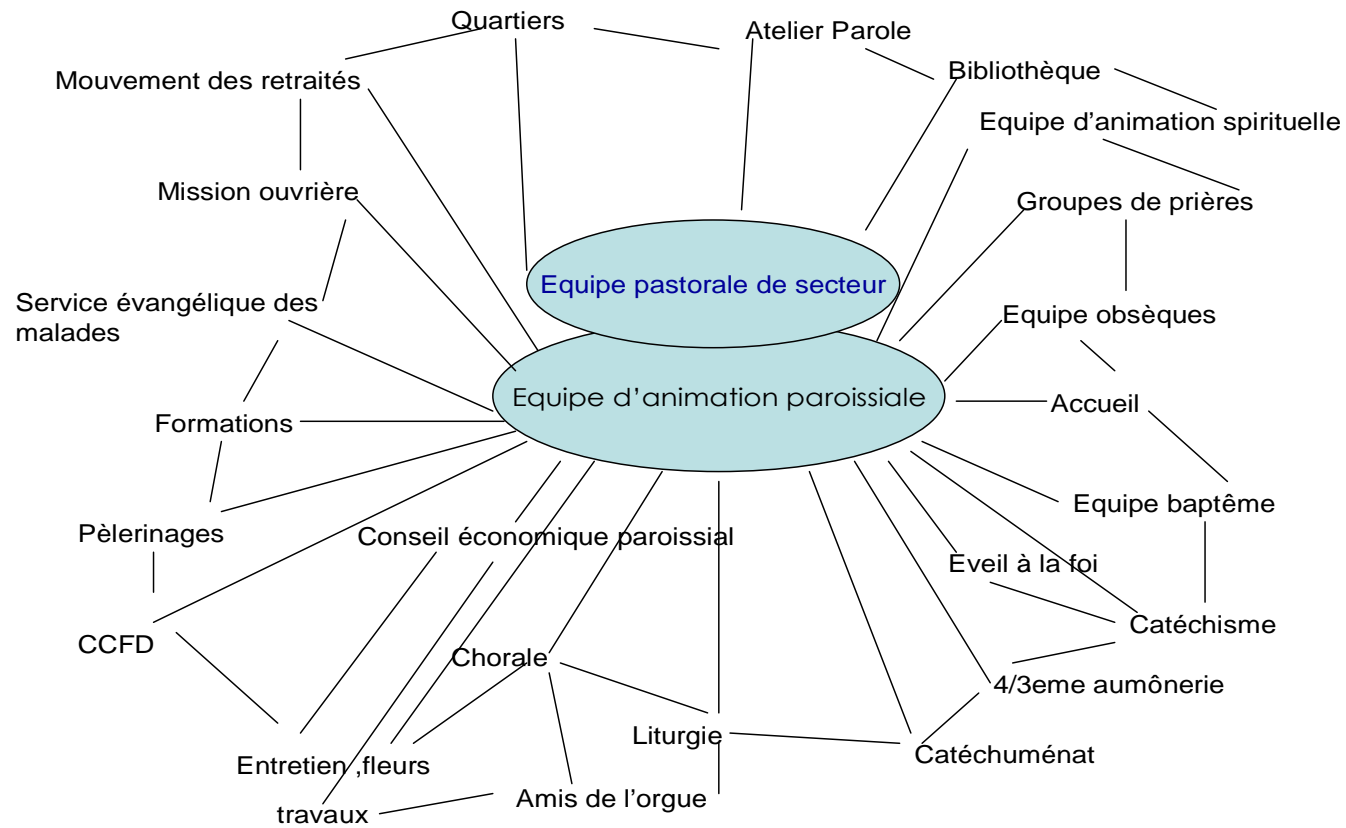 Quartiers
Atelier Parole
Mouvement des retraités
Bibliothèque
Equipe d’animation spirituelle
Mission ouvrière
Groupes de prières
Equipe pastorale de secteur
Service évangélique des
malades
Equipe obsèques
Equipe d’animation paroissiale
Accueil
Formations
Pèlerinages
Conseil économique paroissial
Equipe baptême
Eveil à la foi
CCFD
Catéchisme
Chorale
4/3eme aumônerie
Liturgie
Catéchuménat
Entretien ,fleurs
travaux
Amis de l’orgue